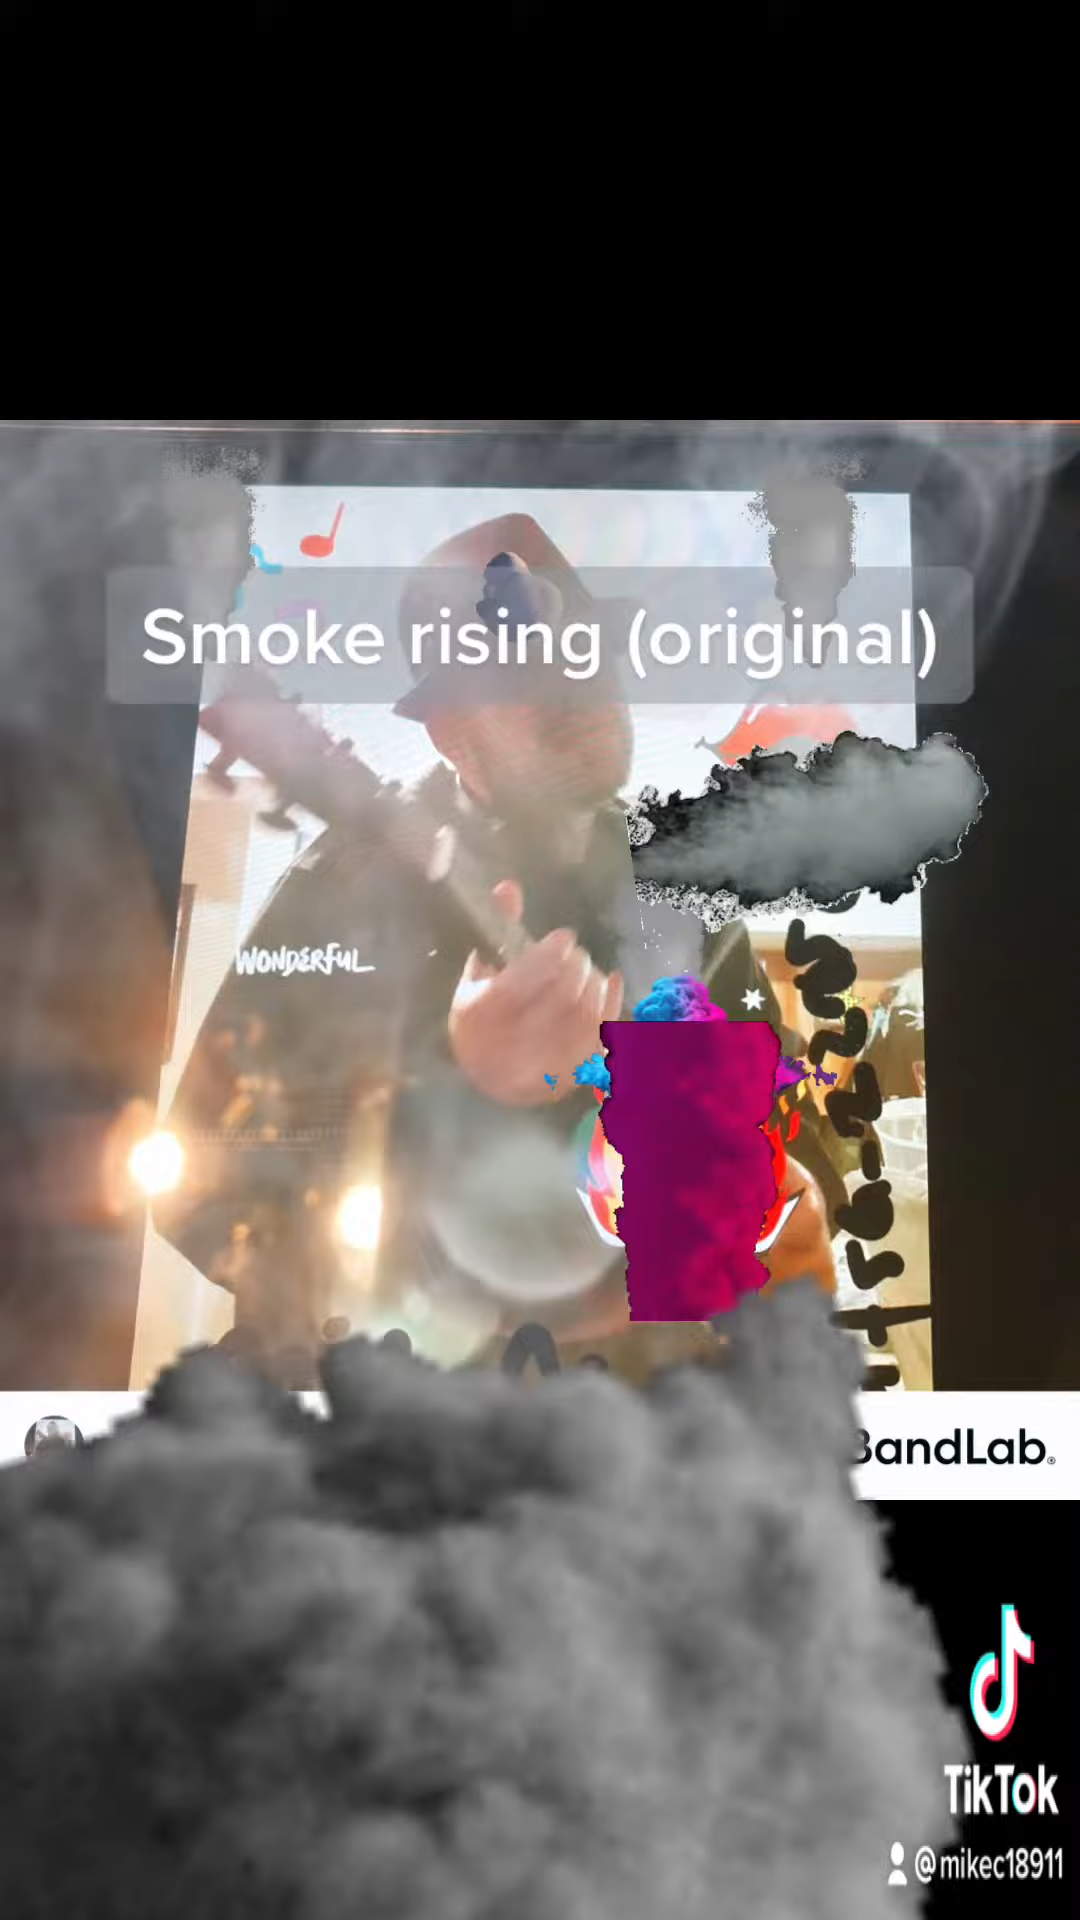 Smoke rising (original)
WONDERFUL
BandLab®
TikTok
@mikec18911